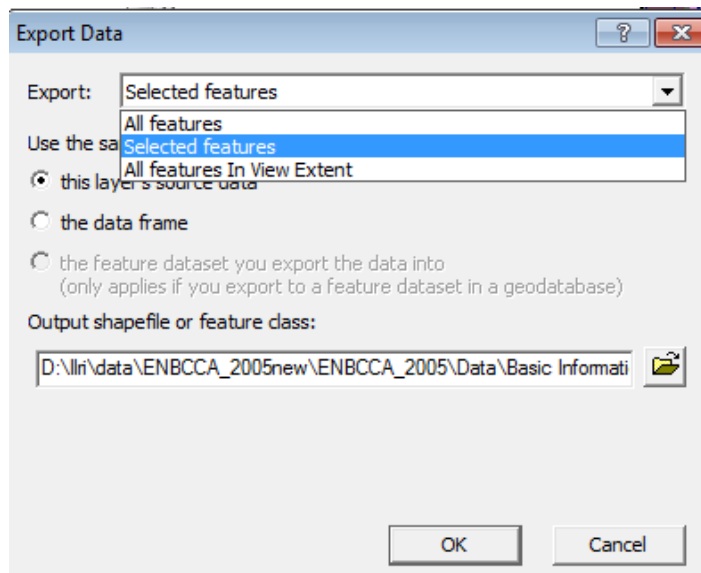 Export Data
Export: Selected features
All features
Use the sa
Selected features
All features In View Extent
this layer's source data
the data frame
the feature dataset you export the data into
(only applies if you export to a feature dataset in a geodatabase)
Output shapefile or feature class:
D:\Ilri\data\ENBCCA_2005new\ENBCCA_2005\Data\Basic Informati
OK Cancel